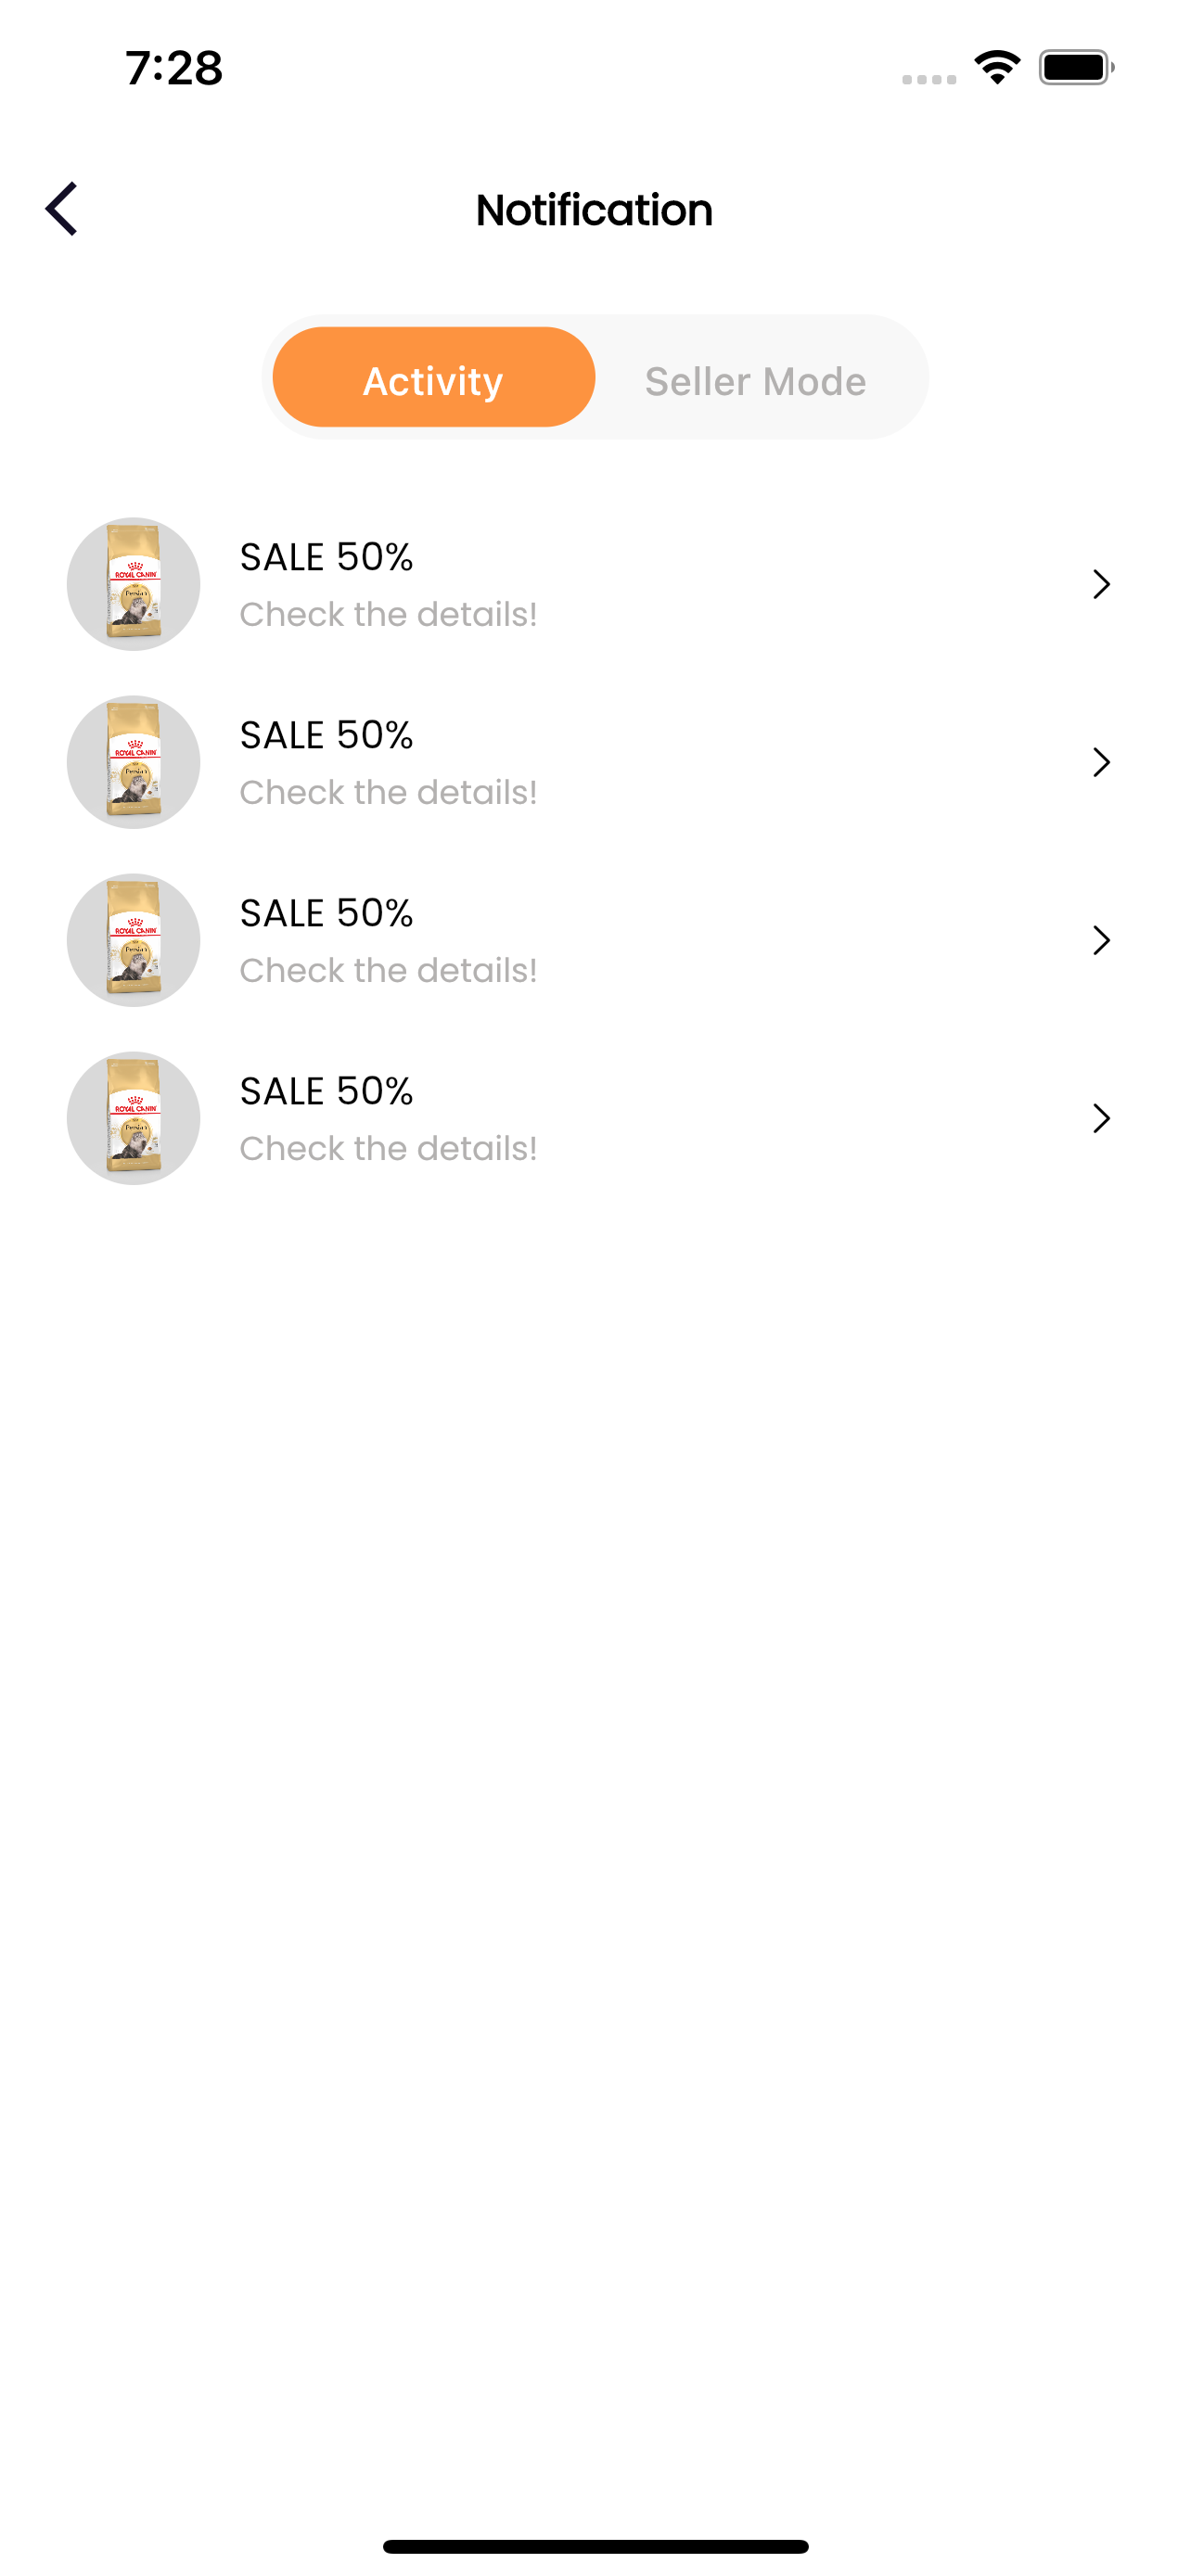 7:28
Notification
Activity
Seller Mode
ROYAL CANIN
Persian
SALE 50%
Check the details!
ROYAL CANIN
Persian
SALE 50%
Check the details!
ROYAL CANIN
Persian
SALE 50%
Check the details!
ROYAL CANIN
Persian
SALE 50%
Check the details!